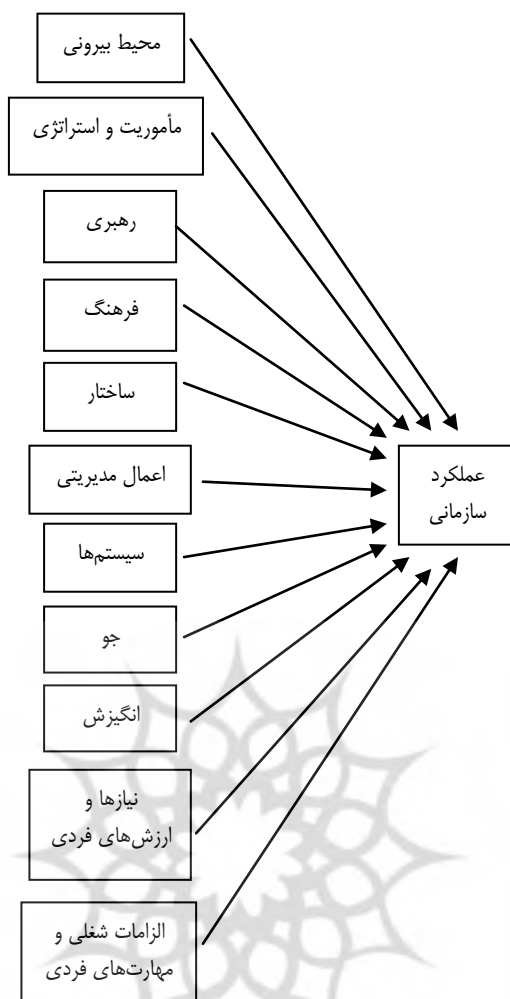 محیط بیرونی
مأموریت و استراتژی
رهبری
فرهنگ
ساختار
اعمال مدیریتی
سیستم‌ها
جو
انگیزش
نیازها و
ارزش‌های فردی
الزامات شغلی و
مهارت‌های فردی
عملکرد
سازمانی